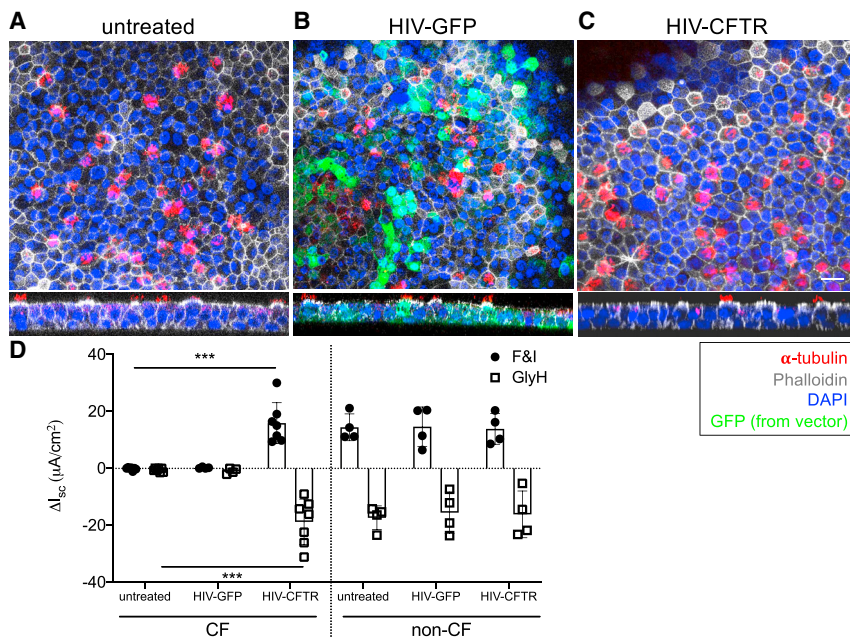 A
untreated
B
HIV-GFP
C
HIV-CFTR
α-tubulin
Phalloidin
DAPI
GFP (from vector)
D
ΔIsc (µA/cm²)
40
20
0
-20
-40
***
***
F&I
GlyH
untreated
HIV-GFP
HIV-CFTR
untreated
HIV-GFP
HIV-CFTR
CF
non-CF